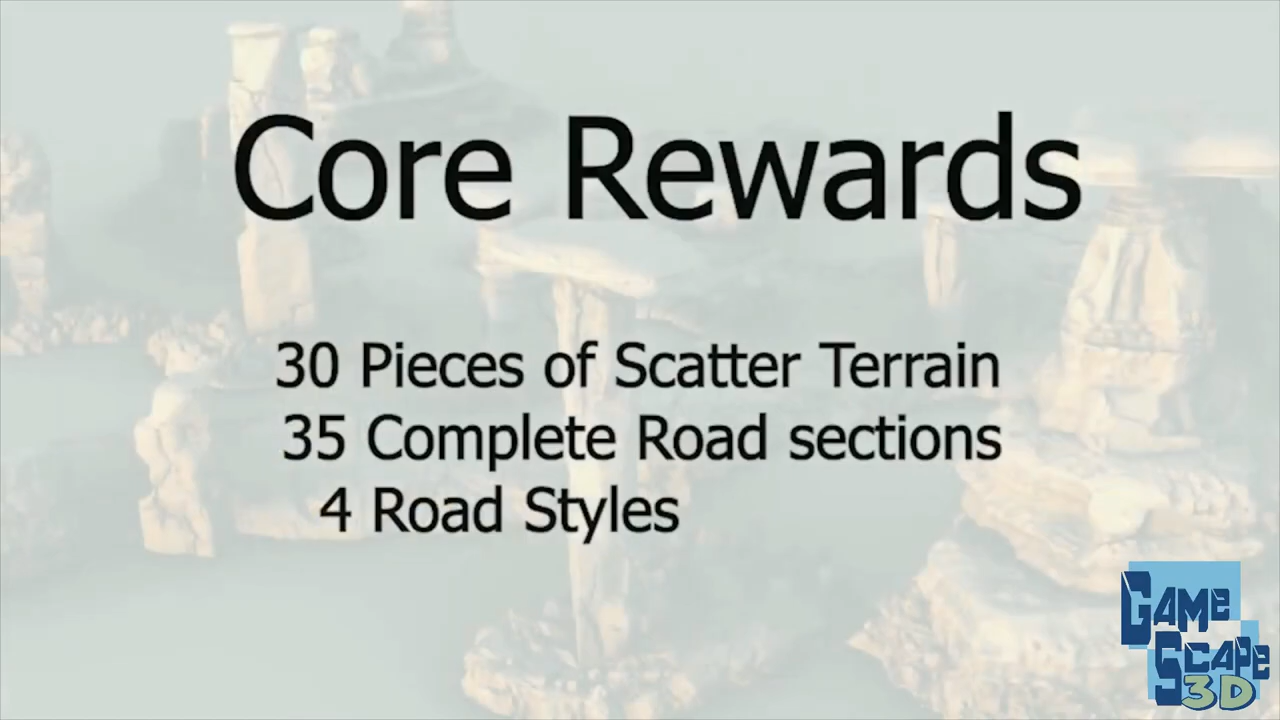 Core Rewards
30 Pieces of Scatter Terrain
35 Complete Road sections
4 Road Styles
GAME
SCAPE
3D